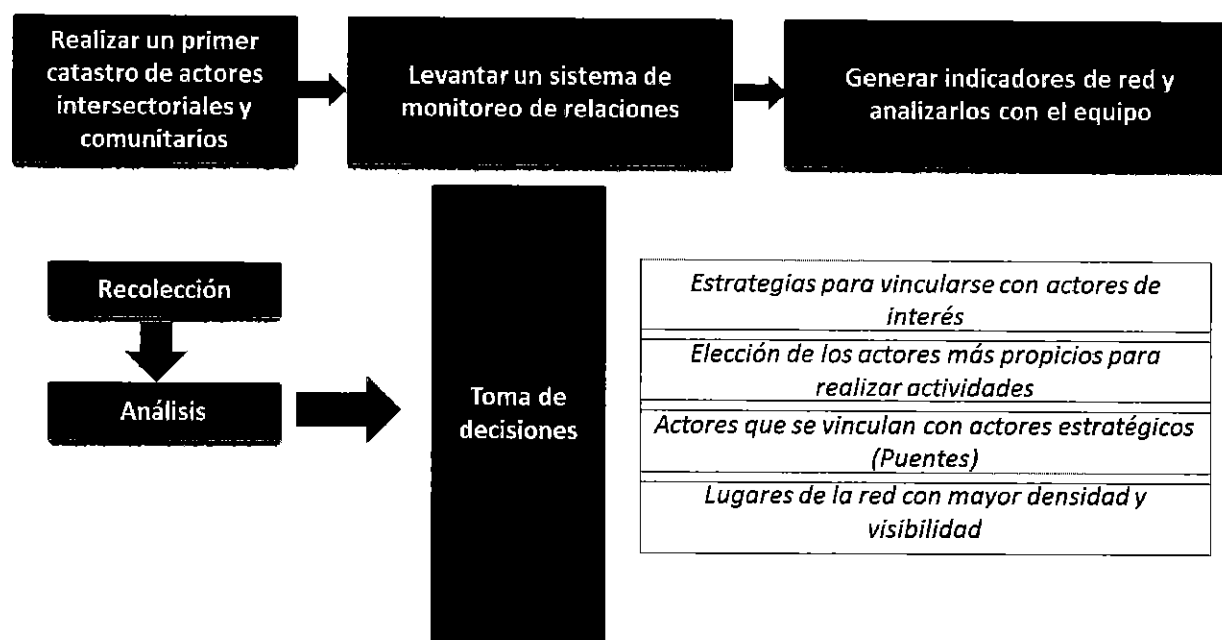 Realizar un primer
catastro de actores
intersectoriales y
comunitarios
Levantar un sistema de
monitoreo de relaciones
Generar indicadores de red y
analizarlos con el equipo
Recolección
Análisis
Toma de
decisiones
Estrategias para vincularse con actores de
interés
Elección de los actores más propicios para
realizar actividades
Actores que se vinculan con actores estratégicos
(Puentes)
Lugares de la red con mayor densidad y
visibilidad